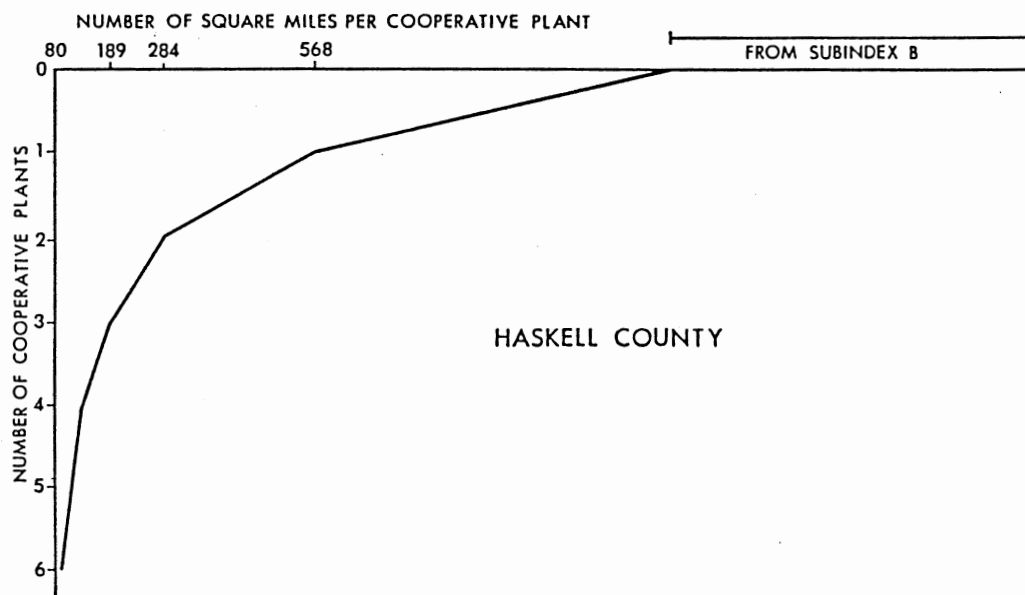 NUMBER OF SQUARE MILES PER COOPERATIVE PLANT
80 189 284 568
FROM SUBINDEX B
0
1
2
3
4
5
6
NUMBER OF COOPERATIVE PLANTS
HASKELL COUNTY